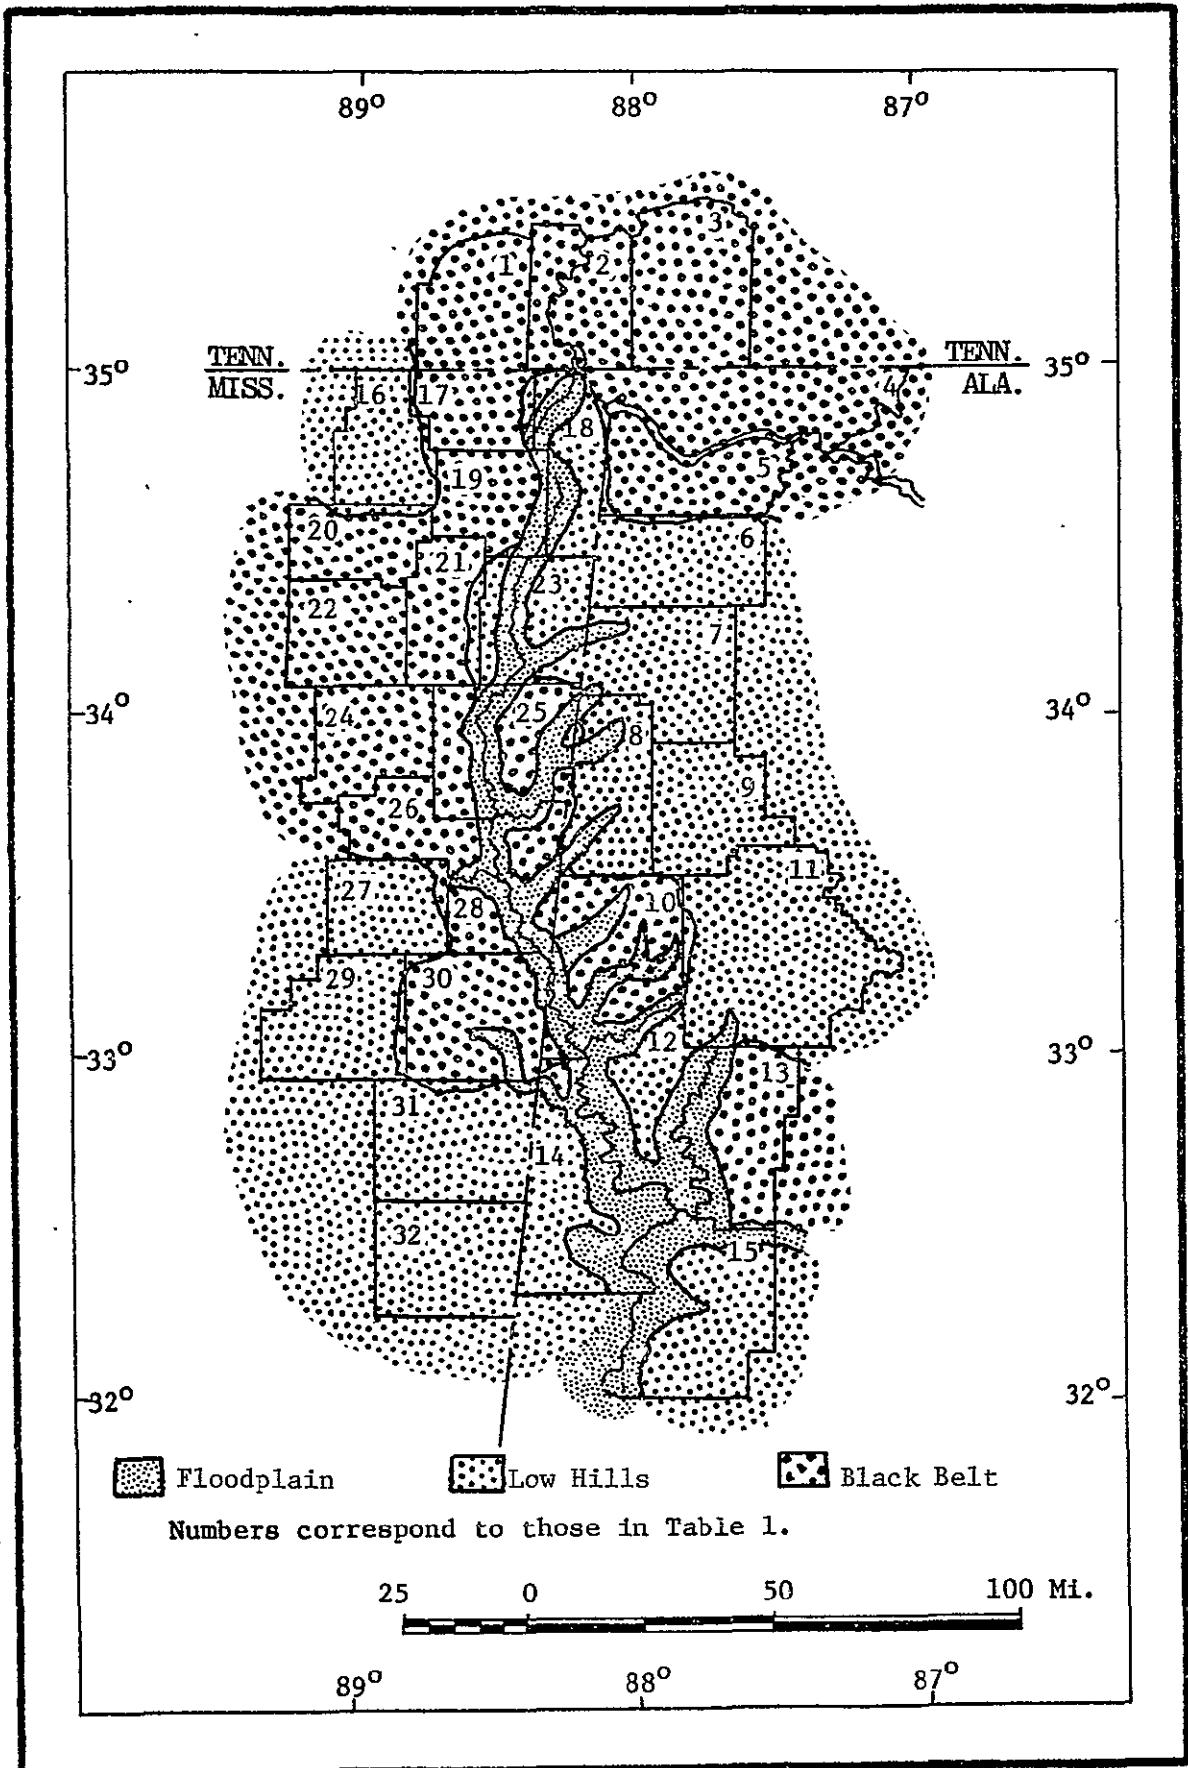 89° 88° 87°
3
1 2
TENN. TENN.
35° 35°
MISS. ALA.
16 17 4
18
19 5
20 6
21
23
22
7
34° 34°
24 25
8
9
26
11
27
28 10
29 30
33° 12 33°
13
31
14
32
15
32° 32°
Floodplain Low Hills Black Belt
Numbers correspond to those in Table 1.
25 0 50 100 Mi.
89° 88° 87°